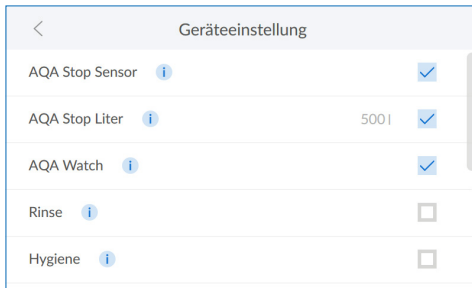 Geräteeinstellung
AQA Stop Sensor i
AQA Stop Liter i 500 l
AQA Watch i
Rinse i
Hygiene i